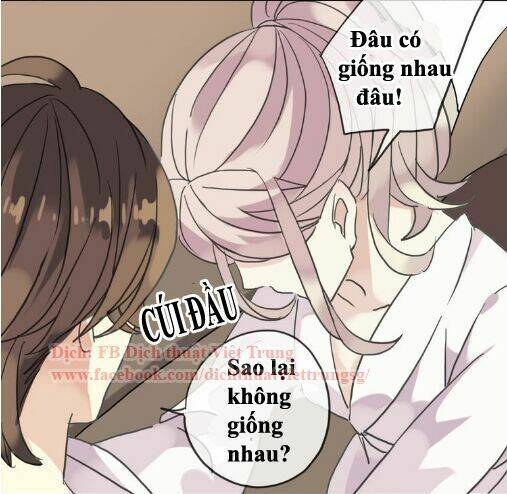 Đâu có
giống nhau
đâu!
CÚI ĐẦU
Dịch: FB Dịch thuật Việt Trung
www.facebook.com/dichthuatviettrungsg/
Sao lại
không
giống
nhau?